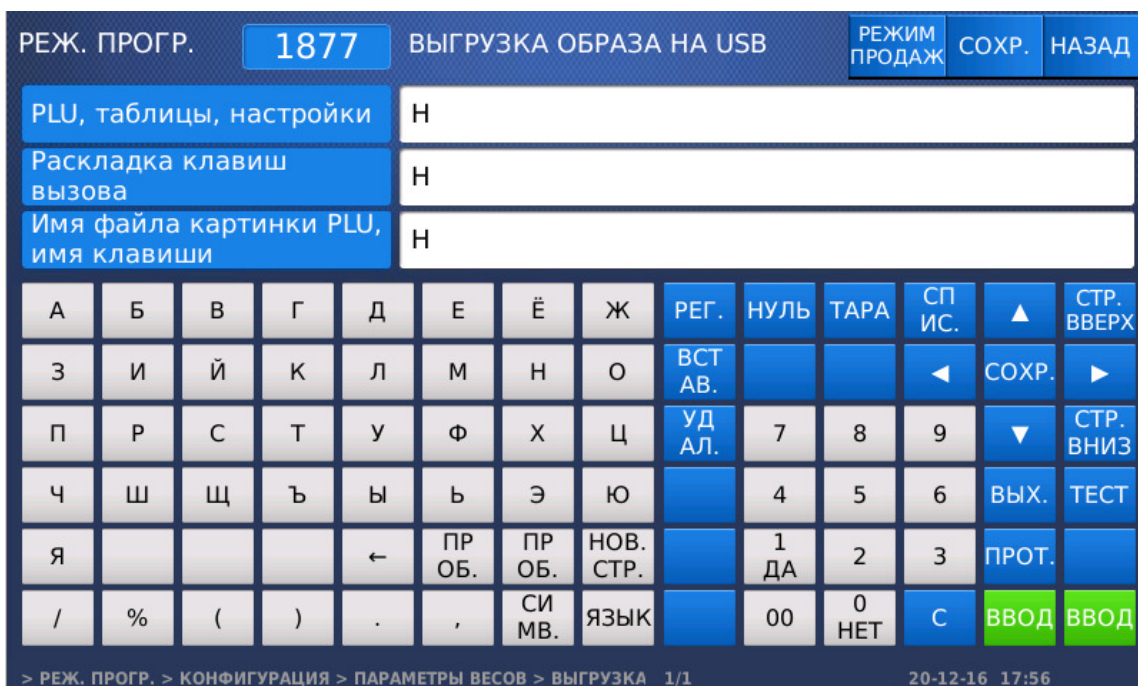 РЕЖ. ПРОГР. 1877 ВЫГРУЗКА ОБРАЗА НА USB РЕЖИМ ПРОДАЖ СОХР. НАЗАД
PLU, таблицы, настройки Н
Раскладка клавиш
вызова
Н
Имя файла картинки PLU,
имя клавиши
Н
А Б В Г Д Е Ё Ж РЕГ. НУЛЬ ТАРА СП ИС. ▲ СТР. ВВЕРХ
З И Й К Л М Н О ВСТ АВ. ◄ СОХР. ►
П Р С Т У Ф Х Ц УД АЛ. 7 8 9 ▼ СТР. ВНИЗ
Ч Ш Щ Ъ Ы Ь Э Ю 4 5 6 ВЫХ. ТЕСТ
Я ← ПР ОБ. ПР ОБ. НОВ. СТР. 1 ДА 2 3 ПРОТ.
/ % ( ) . , СИ МВ. ЯЗЫК 00 0 НЕТ C ВВОД ВВОД
> РЕЖ. ПРОГР. > КОНФИГУРАЦИЯ > ПАРАМЕТРЫ ВЕСОВ > ВЫГРУЗКА 1/1 20-12-16 17:56